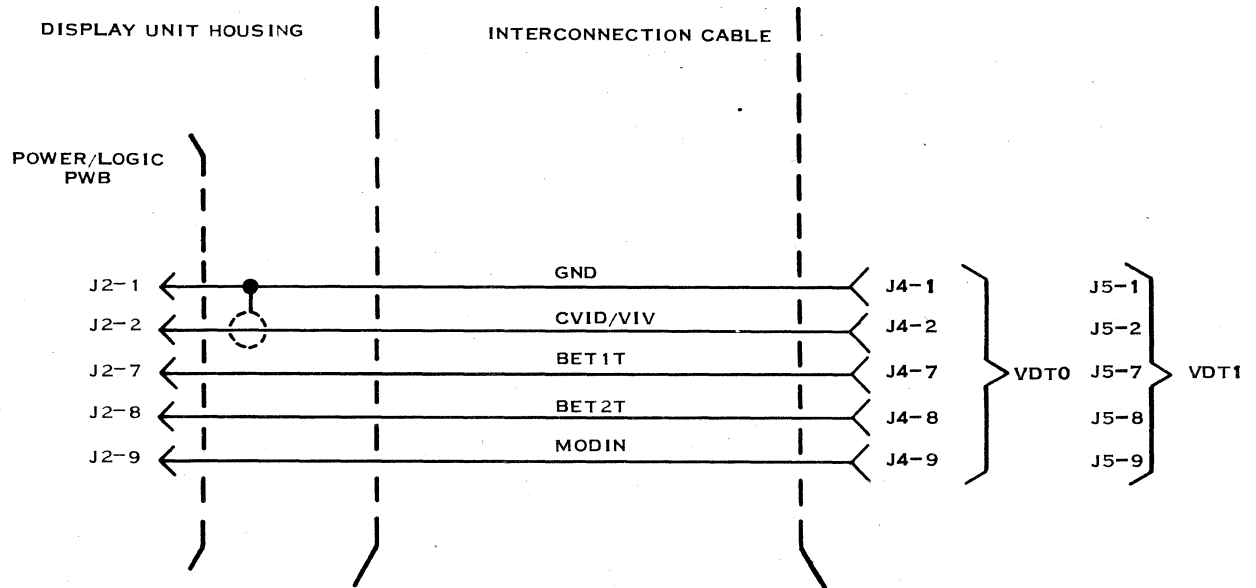 DISPLAY UNIT HOUSING
INTERCONNECTION CABLE
POWER/LOGIC
PWB
J2-1 GND J4-1 J5-1
J2-2 CVID/VIV J4-2 J5-2
J2-7 BET1T J4-7 VDT0 J5-7 VDT1
J2-8 BET2T J4-8 J5-8
J2-9 MODIN J4-9 J5-9